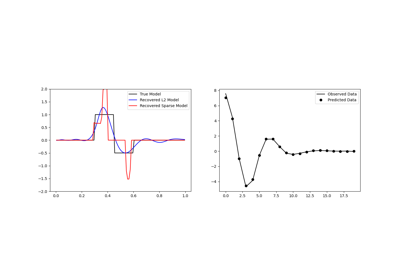 True Model
Recovered L2 Model
Recovered Sparse Model
2.0
1.5
1.0
0.5
0.0
−0.5
−1.0
−1.5
−2.0
0.0 0.2 0.4 0.6 0.8 1.0
Observed Data
Predicted Data
8
6
4
2
0
−2
−4
0.0 2.5 5.0 7.5 10.0 12.5 15.0 17.5